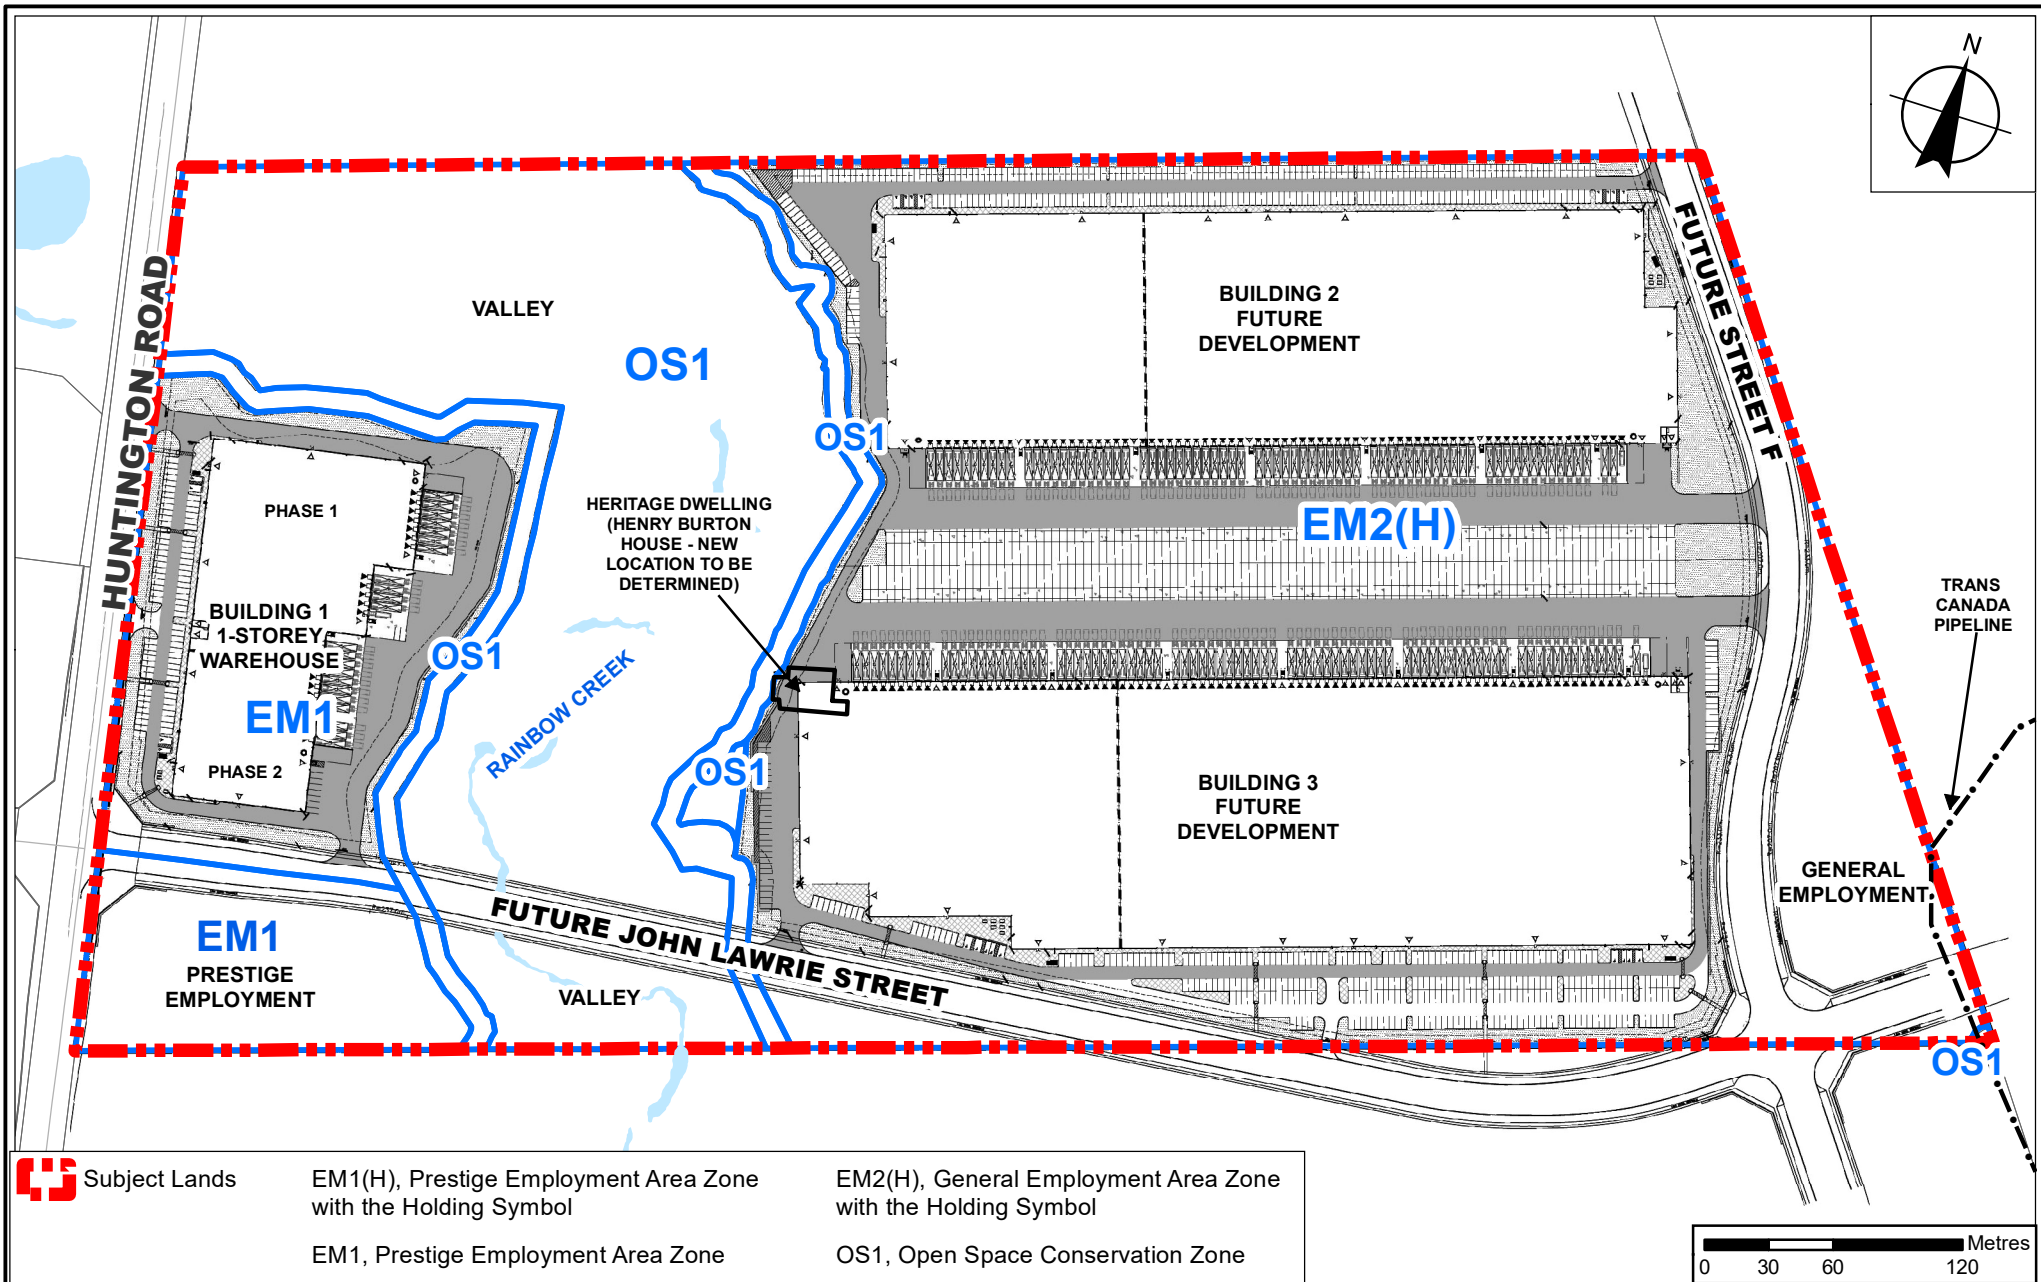 N
HUNTINGTON ROAD
VALLEY
OS1
OS1
BUILDING 2
FUTURE
DEVELOPMENT
FUTURE STREET F
PHASE 1
HERITAGE DWELLING
(HENRY BURTON
HOUSE - NEW
LOCATION TO BE
DETERMINED)
EM2(H)
TRANS
CANADA
PIPELINE
BUILDING 1
1-STOREY
WAREHOUSE
OS1
EM1
RAINBOW CREEK
PHASE 2
OS1
BUILDING 3
FUTURE
DEVELOPMENT
GENERAL
EMPLOYMENT
FUTURE JOHN LAWRIE STREET
EM1
PRESTIGE
EMPLOYMENT
VALLEY
OS1
Subject Lands
EM1(H), Prestige Employment Area Zone
with the Holding Symbol
EM1, Prestige Employment Area Zone
EM2(H), General Employment Area Zone
with the Holding Symbol
OS1, Open Space Conservation Zone
Metres
0 30 60 120